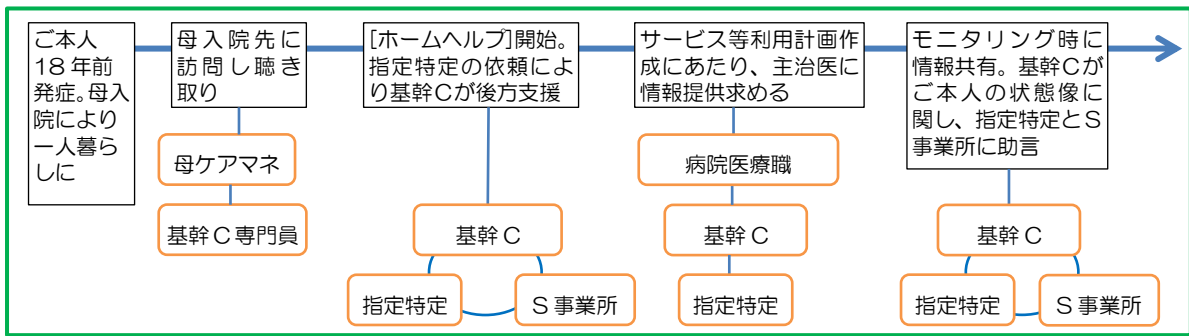 ご本人
18年前
発症。母入
院により
一人暮ら
しに
母入院先に
訪問し聴き
取り
[ホームヘルプ]開始。
指定特定の依頼によ
り基幹Cが後方支援
サービス等利用計画作
成にあたり、主治医に
情報提供求める
モニタリング時に
情報共有。基幹Cが
ご本人の状態像に
関し、指定特定とS
事業所に助言
母ケアマネ
基幹C専門員
基幹C
指定特定
S事業所
病院医療職
基幹C
指定特定
基幹C
指定特定
S事業所